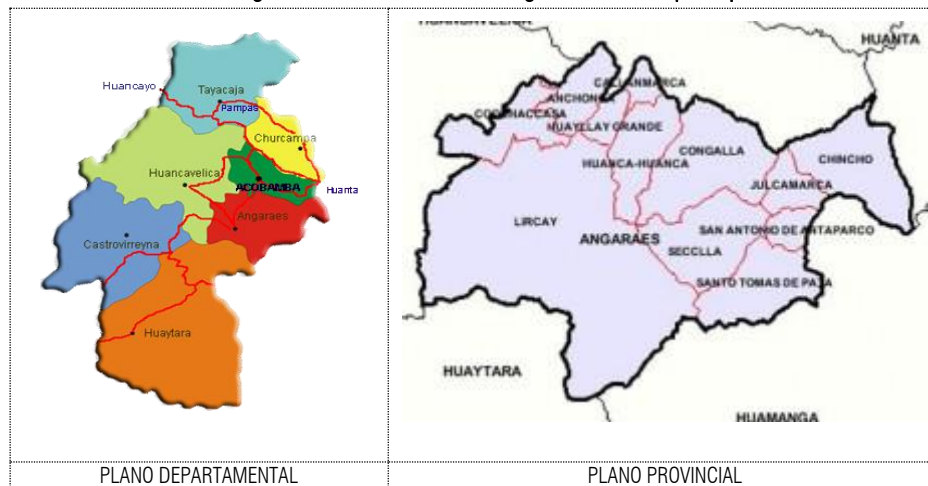 Huancayo
Tayacaja
Pampas
Churcampa
Huancavelica
ACOBAMBA
Huanta
Angaraes
Castrovirreyna
Huaytara
PLANO DEPARTAMENTAL
HUANTA
CALLANMARCA
ANCHONGA
HUAYLLAY GRANDE
HUANCA-HUANCA
CONGALLA
CHINCHO
JULCAMARCA
LIRCAY
ANGARAES
SAN ANTONIO DE ANTAPARCO
SECCLLA
SANTO TOMAS DE PATA
HUAYTARA
HUAMANGA
PLANO PROVINCIAL